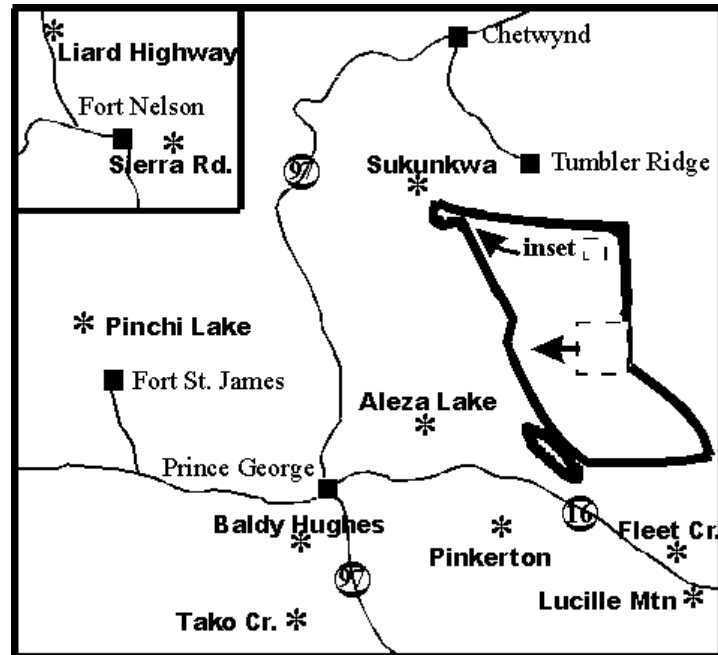 Liard Highway
Chetwynd
Fort Nelson
Sierra Rd.
97
Sukunkwa
Tumbler Ridge
inset
Pinchi Lake
Fort St. James
Aleza Lake
Prince George
16
Baldy Hughes
Fleet Cr.
Pinkerton
97
Lucille Mtn
Tako Cr.